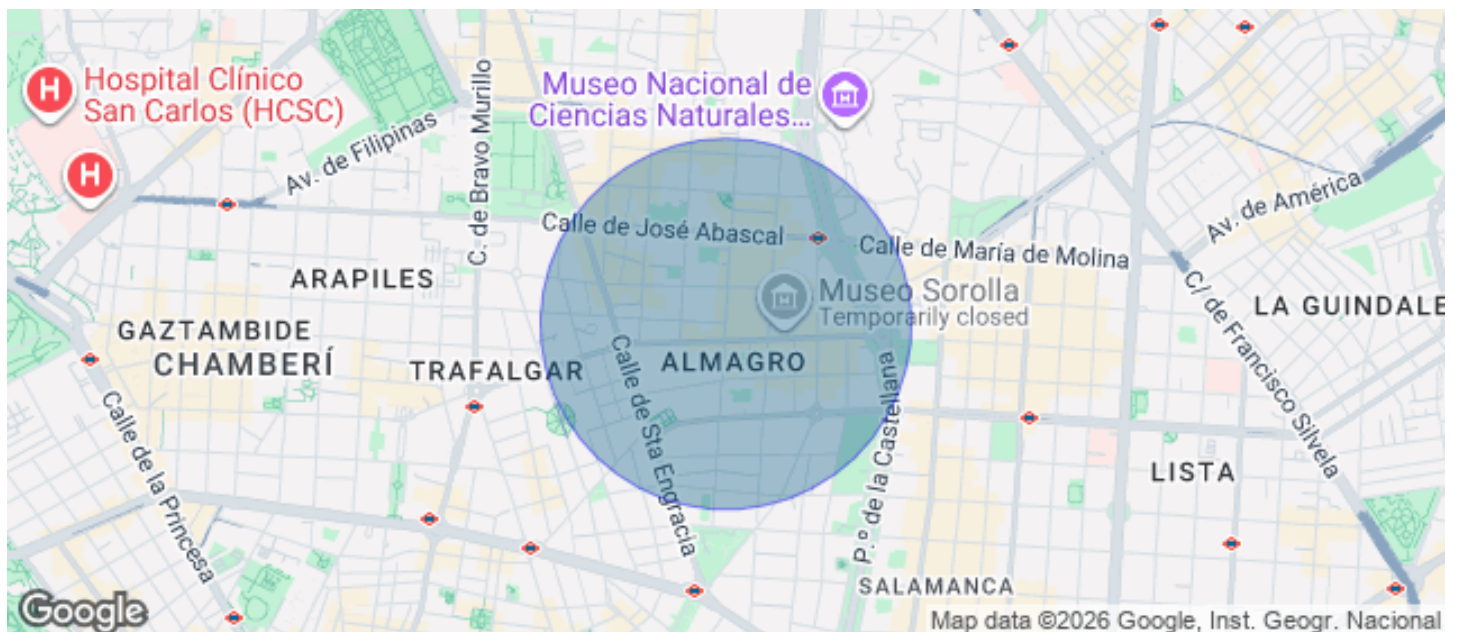 Hospital Clínico
San Carlos (HCSC)
H
H
Av. de Filipinas
C. de Bravo Murillo
Museo Nacional de
Ciencias Naturales...
Calle de José Abascal
Calle de María de Molina
Av. de América
ARAPILES
Museo Sorolla
Temporarily closed
LA GUINDALE
GAZTAMBIDE
CHAMBERÍ
TRAFALGAR
ALMAGRO
C/ de Francisco Silvela
Calle de la Princesa
Calle de Sta Engracia
P.º de la Castellana
LISTA
SALAMANCA
Google
Map data ©2026 Google, Inst. Geogr. Nacional